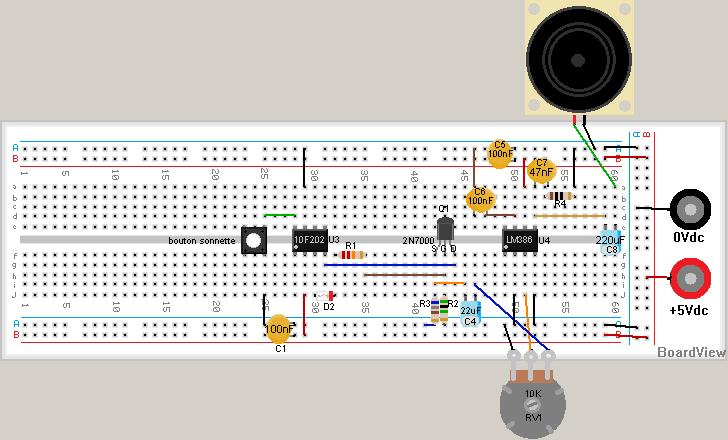 A
B
1 5 10 15 20 25 30 35 40 45 50 55 60
C6
100nF
C7
47nF
R4
C6
100nF
Q1
a
b
c
d
e
bouton sonnette
10F202 U3
2N7000
S G D
LM386 U4
220uF
C8
R1
f
g
h
i
j
D2
R3
R2
22uF
C4
100nF
C1
1 5 10 15 20 25 30 35 40 45 50 55 60
A
B
A
B
0Vdc
+5Vdc
BoardView
10K
RV1